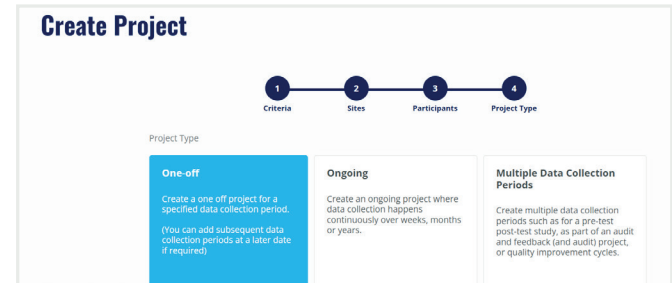 Create Project
1 2 3 4
Criteria Sites Participants Project Type
Project Type
One-off
Create a one off project for a
specified data collection period.
(You can add subsequent data
collection periods at a later date
if required)
Ongoing
Create an ongoing project where
data collection happens
continuously over weeks, months
or years.
Multiple Data Collection
Periods
Create multiple data collection
periods such as for a pre-test
post-test study, as part of an audit
and feedback (and audit) project,
or quality improvement cycles.